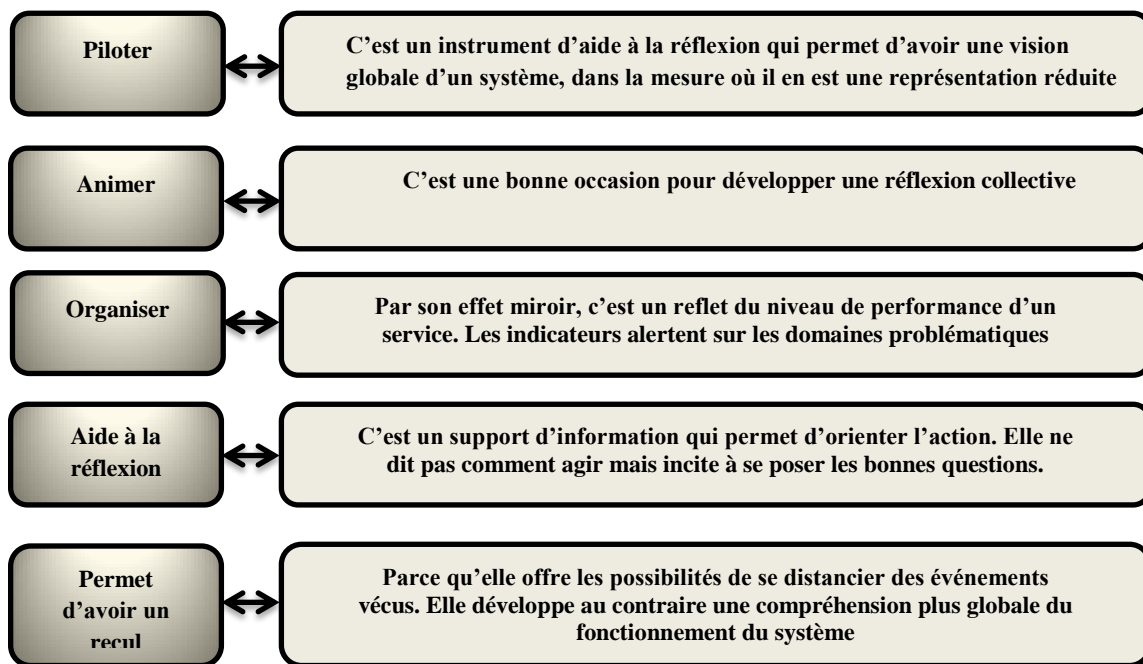 Piloter
C’est un instrument d’aide à la réflexion qui permet d’avoir une vision
globale d’un système, dans la mesure où il en est une représentation réduite
Animer
C’est une bonne occasion pour développer une réflexion collective
Organiser
Par son effet miroir, c’est un reflet du niveau de performance d’un
service. Les indicateurs alertent sur les domaines problématiques
Aide à la
réflexion
C’est un support d’information qui permet d’orienter l’action. Elle ne
dit pas comment agir mais incite à se poser les bonnes questions.
Permet
d’avoir un
recul
Parce qu’elle offre les possibilités de se distancier des événements
vécus. Elle développe au contraire une compréhension plus globale du
fonctionnement du système